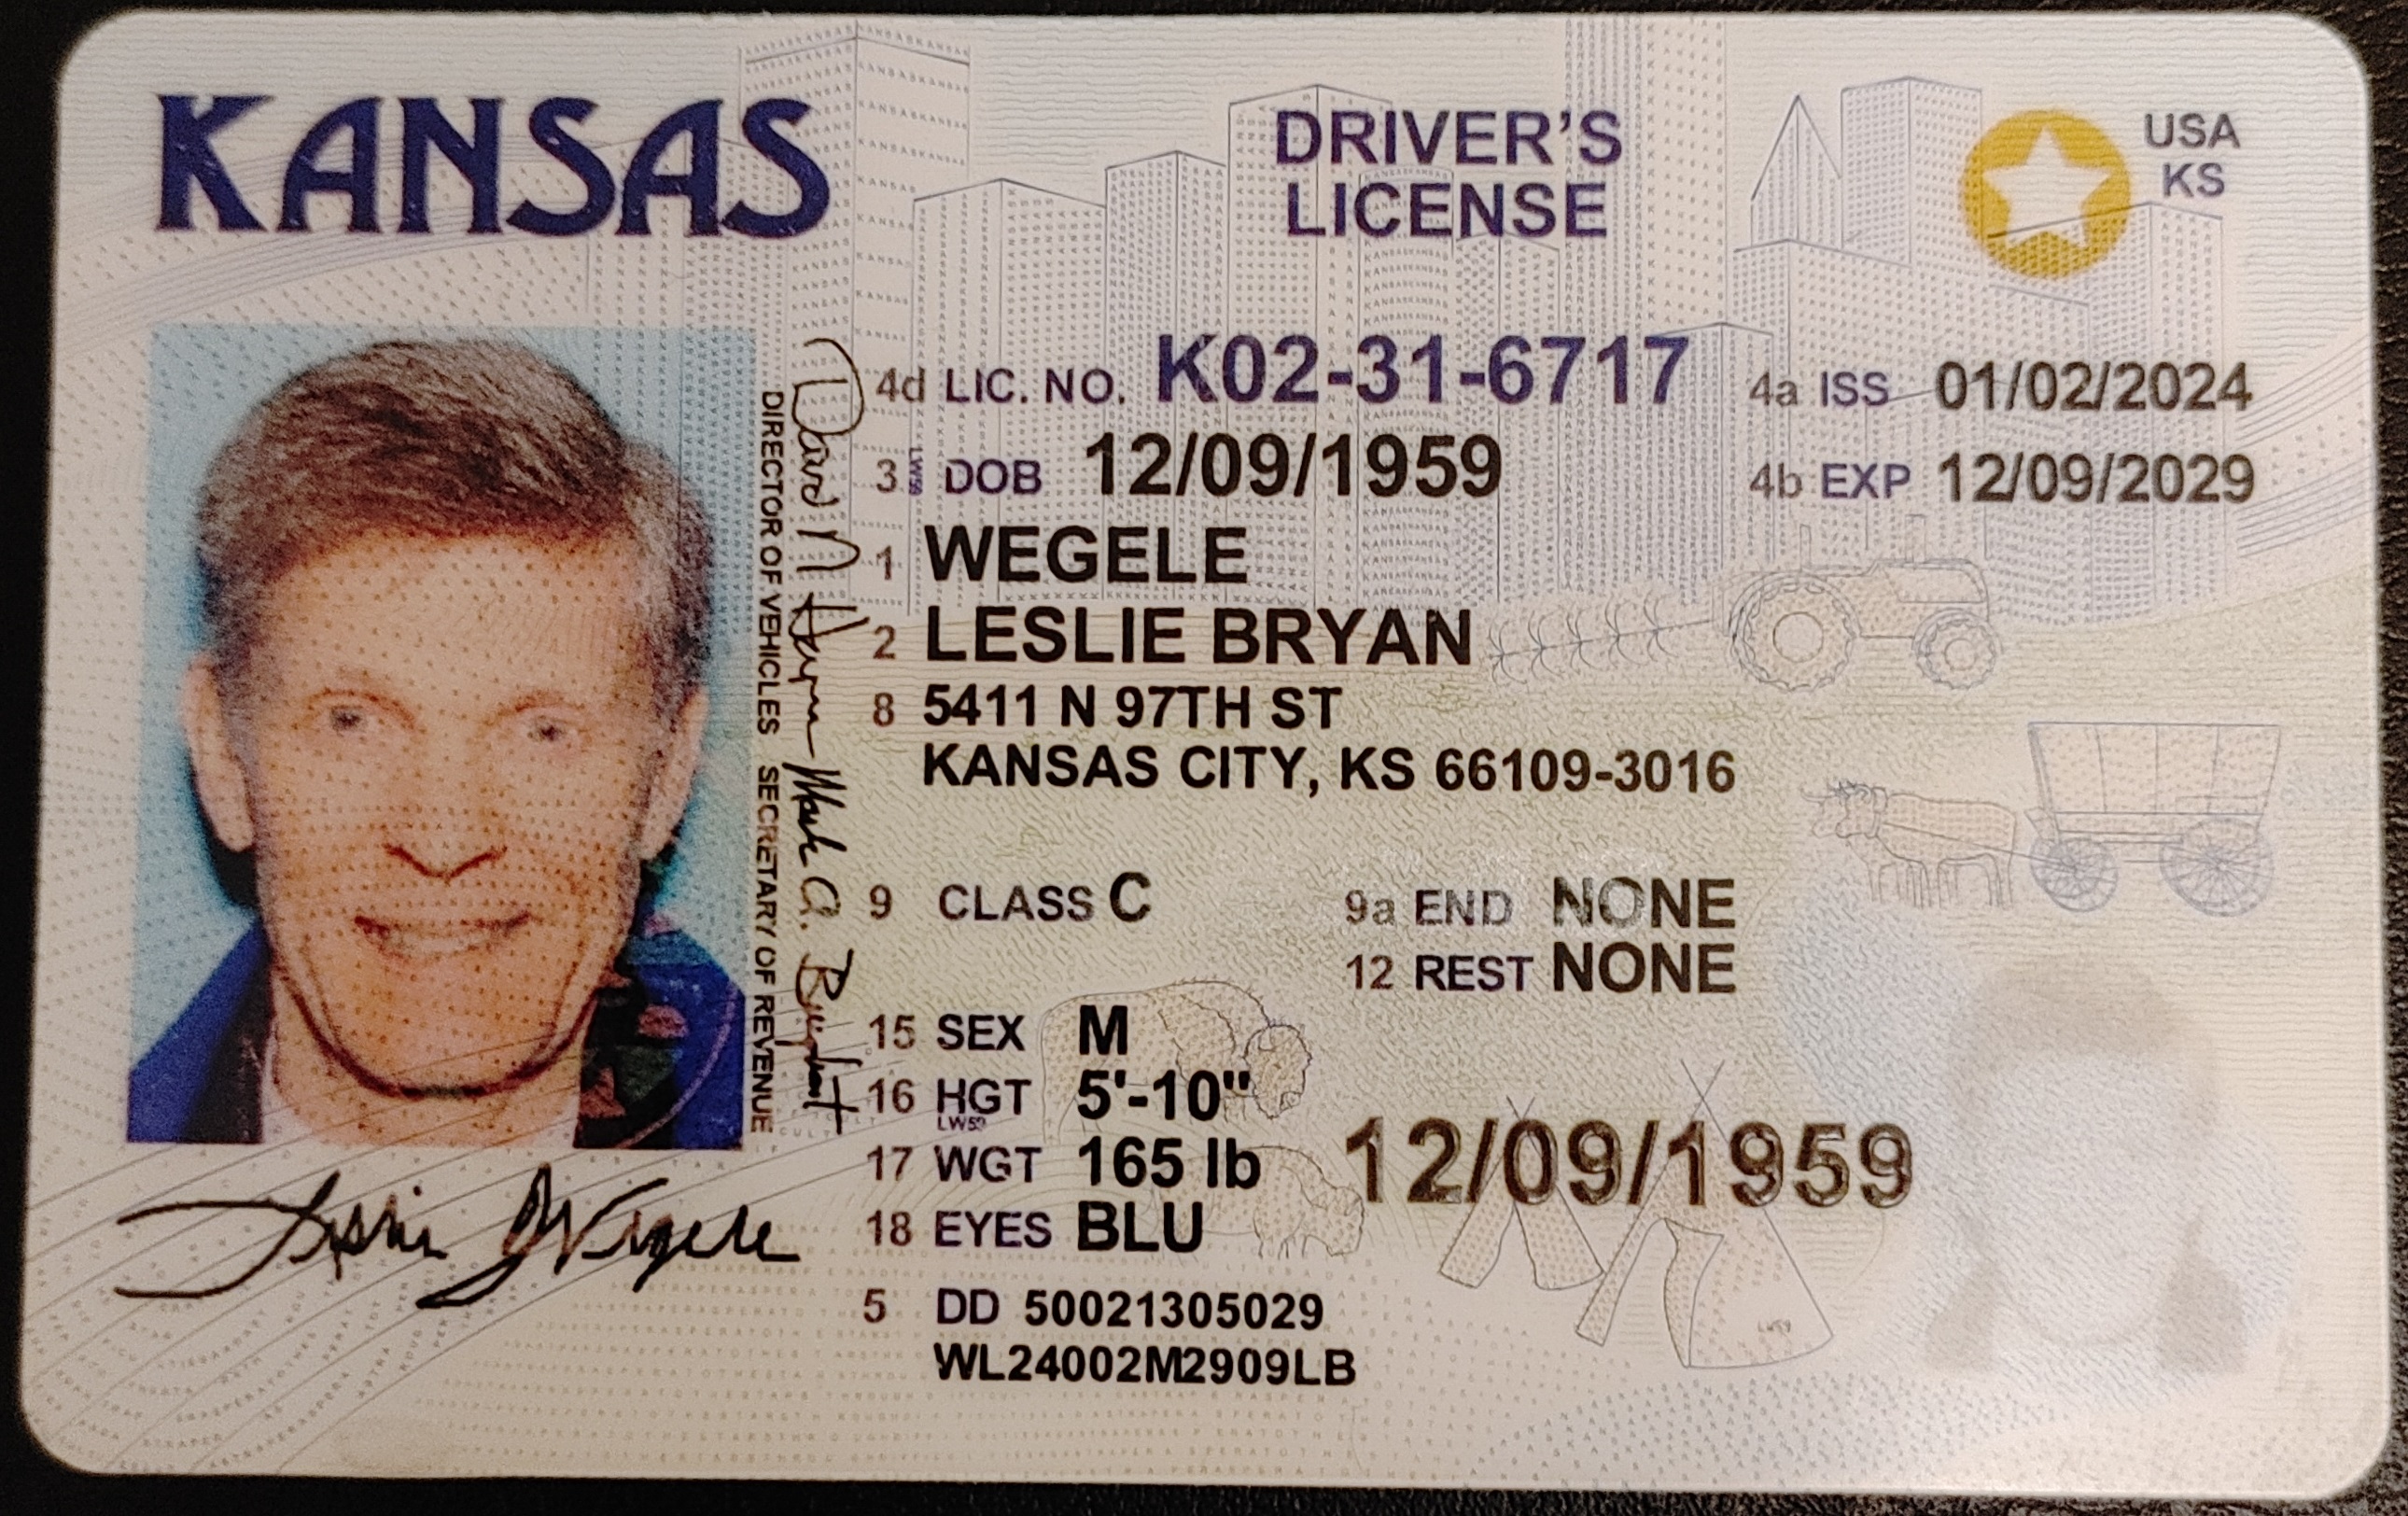 KANSAS
DRIVER'S
LICENSE
USA
KS
4d LIC. NO. K02-31-6717
4a ISS 01/02/2024
3 DOB 12/09/1959
4b EXP 12/09/2029
1 WEGELE
2 LESLIE BRYAN
8 5411 N 97TH ST
KANSAS CITY, KS 66109-3016
9 CLASS C
9a END NONE
12 REST NONE
15 SEX M
16 HGT 5'-10"
17 WGT 165 lb
18 EYES BLU
12/09/1959
5 DD 50021305029
WL24002M2909LB
DIRECTOR OF VEHICLES SECRETARY OF REVENUE